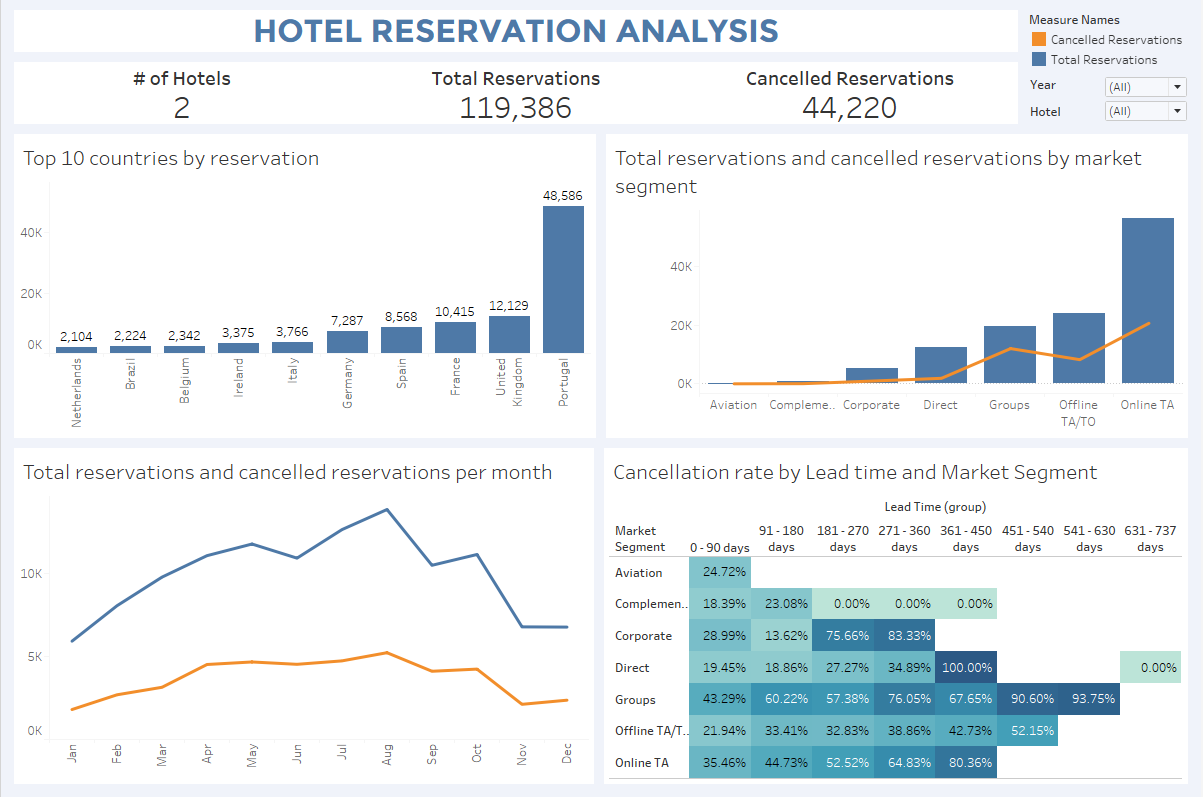 HOTEL RESERVATION ANALYSIS
Measure Names
Cancelled Reservations
Total Reservations
Year
(All)
Hotel
(All)
# of Hotels
2
Total Reservations
119,386
Cancelled Reservations
44,220
Top 10 countries by reservation
40K
20K
0K
2,104
2,224
2,342
3,375
3,766
7,287
8,568
10,415
12,129
48,586
Netherlands
Brazil
Belgium
Ireland
Italy
Germany
Spain
France
United
Kingdom
Portugal
Total reservations and cancelled reservations by market
segment
40K
20K
0K
Aviation
Compleme..
Corporate
Direct
Groups
Offline
TA/TO
Online TA
Total reservations and cancelled reservations per month
10K
5K
0K
Jan
Feb
Mar
Apr
May
Jun
Jul
Aug
Sep
Oct
Nov
Dec
Cancellation rate by Lead time and Market Segment
Lead Time (group)
Market
Segment
0 - 90 days
91 - 180
days
181 - 270
days
271 - 360
days
361 - 450
days
451 - 540
days
541 - 630
days
631 - 737
days
Aviation 24.72%
Complemen.. 18.39% 23.08% 0.00% 0.00% 0.00%
Corporate 28.99% 13.62% 75.66% 83.33%
Direct 19.45% 18.86% 27.27% 34.89% 100.00% 0.00%
Groups 43.29% 60.22% 57.38% 76.05% 67.65% 90.60% 93.75%
Offline TA/T.. 21.94% 33.41% 32.83% 38.86% 42.73% 52.15%
Online TA 35.46% 44.73% 52.52% 64.83% 80.36%